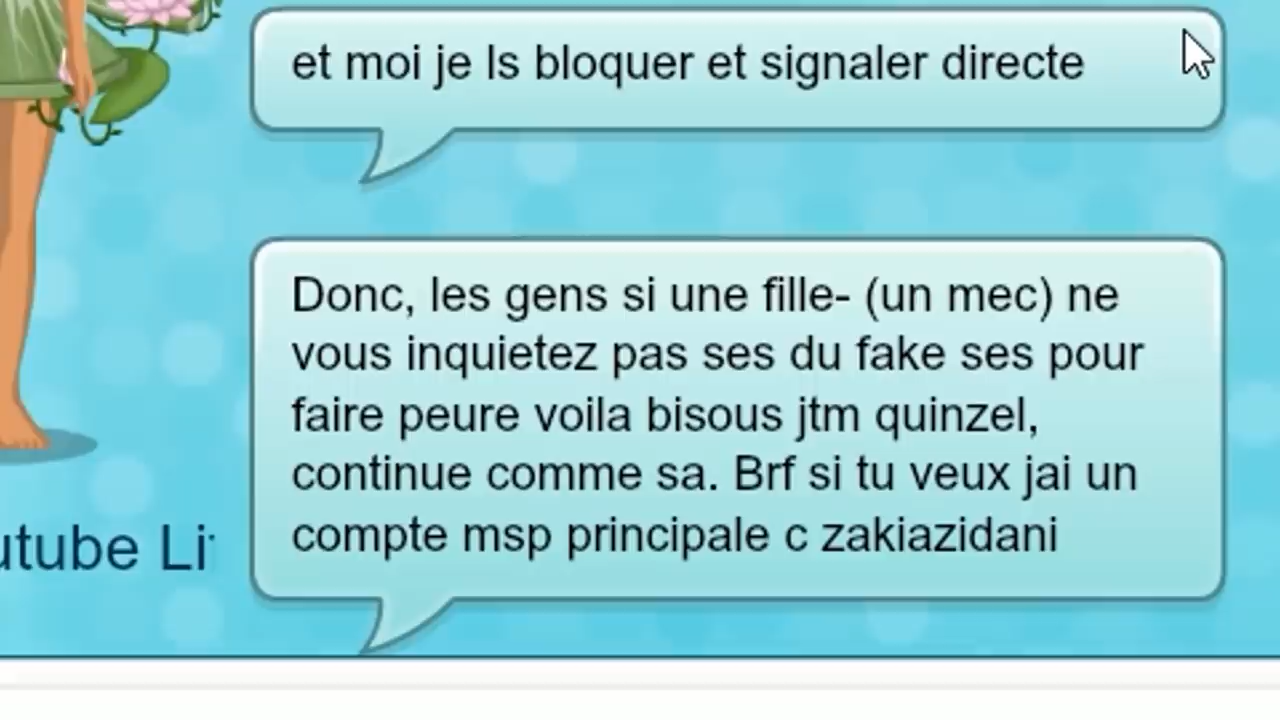 et moi je ls bloquer et signaler directe
Donc, les gens si une fille- (un mec) ne
vous inquietez pas ses du fake ses pour
faire peure voila bisous jtm quinzel,
continue comme sa. Brf si tu veux jai un
compte msp principale c zakiazidani
utube Li